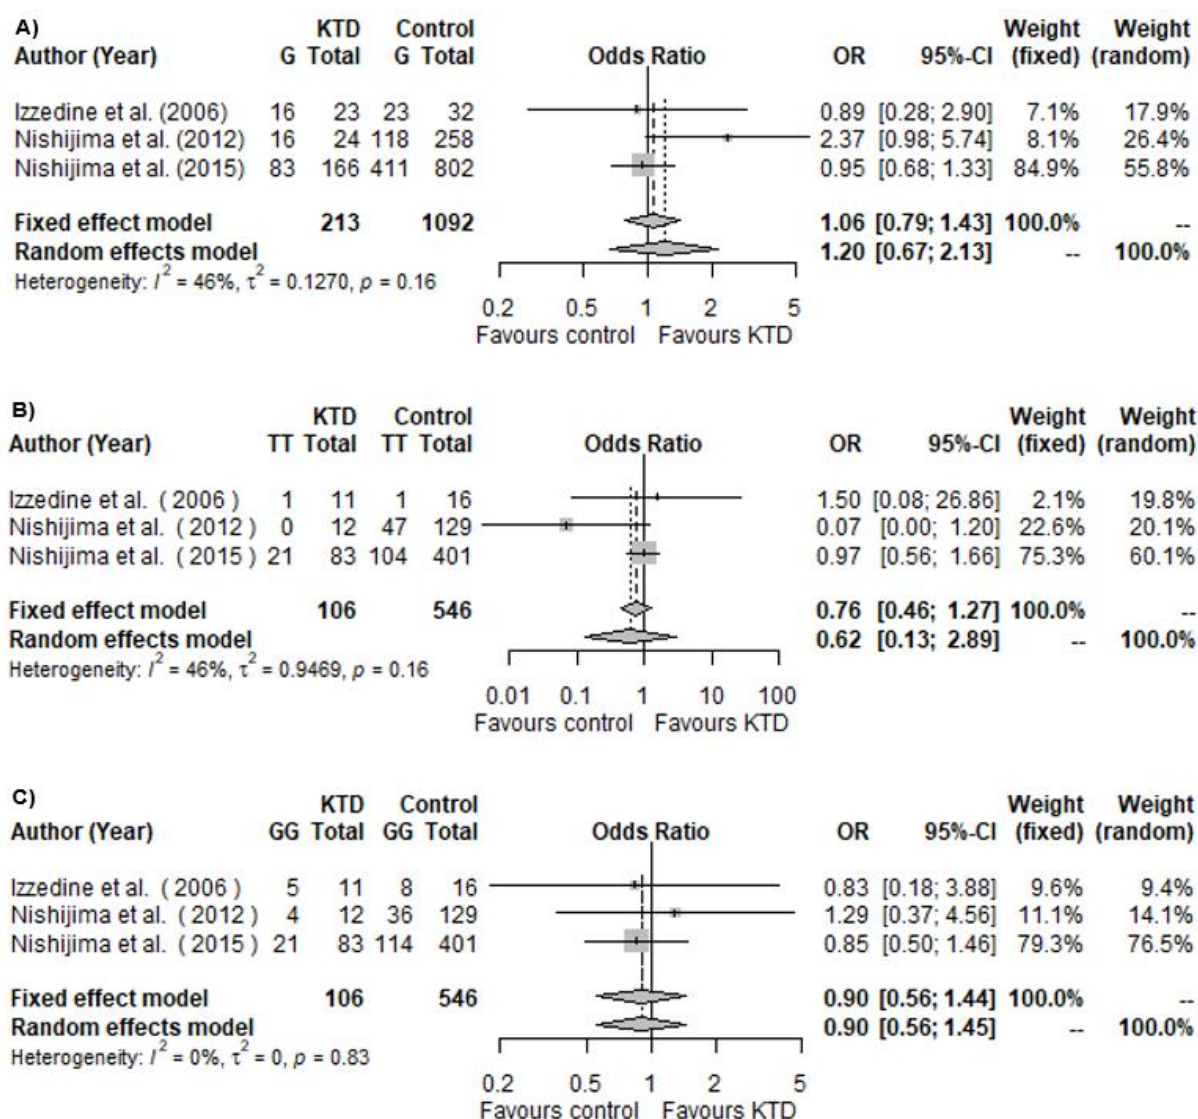 A)
KTD Control Weight Weight
Author (Year) G Total G Total Odds Ratio OR 95%-CI (fixed) (random)
Izzedine et al. (2006) 16 23 23 32 0.89 [0.28; 2.90] 7.1% 17.9%
Nishijima et al. (2012) 16 24 118 258 2.37 [0.98; 5.74] 8.1% 26.4%
Nishijima et al. (2015) 83 166 411 802 0.95 [0.68; 1.33] 84.9% 55.8%
Fixed effect model 213 1092 1.06 [0.79; 1.43] 100.0% --
Random effects model 1.20 [0.67; 2.13] -- 100.0%
Heterogeneity: I² = 46%, τ² = 0.1270, p = 0.16
0.2 0.5 1 2 5
Favours control Favours KTD
B)
KTD Control Weight Weight
Author (Year) TT Total TT Total Odds Ratio OR 95%-CI (fixed) (random)
Izzedine et al. ( 2006 ) 1 11 1 16 1.50 [0.08; 26.86] 2.1% 19.8%
Nishijima et al. ( 2012 ) 0 12 47 129 0.07 [0.00; 1.20] 22.6% 20.1%
Nishijima et al. ( 2015 ) 21 83 104 401 0.97 [0.56; 1.66] 75.3% 60.1%
Fixed effect model 106 546 0.76 [0.46; 1.27] 100.0% --
Random effects model 0.62 [0.13; 2.89] -- 100.0%
Heterogeneity: I² = 46%, τ² = 0.9469, p = 0.16
0.01 0.1 1 10 100
Favours control Favours KTD
C)
KTD Control Weight Weight
Author (Year) GG Total GG Total Odds Ratio OR 95%-CI (fixed) (random)
Izzedine et al. ( 2006 ) 5 11 8 16 0.83 [0.18; 3.88] 9.6% 9.4%
Nishijima et al. ( 2012 ) 4 12 36 129 1.29 [0.37; 4.56] 11.1% 14.1%
Nishijima et al. ( 2015 ) 21 83 114 401 0.85 [0.50; 1.46] 79.3% 76.5%
Fixed effect model 106 546 0.90 [0.56; 1.44] 100.0% --
Random effects model 0.90 [0.56; 1.45] -- 100.0%
Heterogeneity: I² = 0%, τ² = 0, p = 0.83
0.2 0.5 1 2 5
Favours control Favours KTD